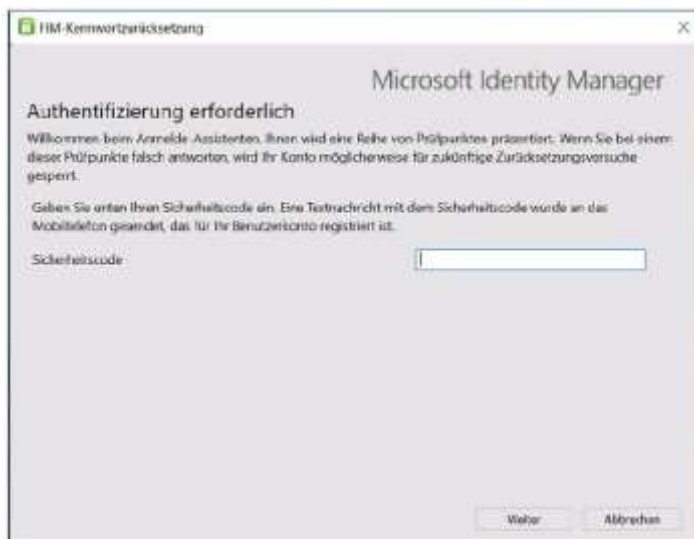 FIM-Kennwortzurücksetzung
Microsoft Identity Manager
Authentifizierung erforderlich
Willkommen beim Anmelde-Assistenten. Ihnen wird eine Reihe von Prüfpunkten präsentiert. Wenn Sie bei einem
dieser Prüfpunkte falsch antworten, wird Ihr Konto möglicherweise für zukünftige Zurücksetzungsversuche
gesperrt.
Geben Sie unten Ihren Sicherheitscode ein. Eine Textnachricht mit dem Sicherheitscode wurde an das
Mobiltelefon gesendet, das für Ihr Benutzerkonto registriert ist.
Sicherheitscode
Weiter
Abbrechen